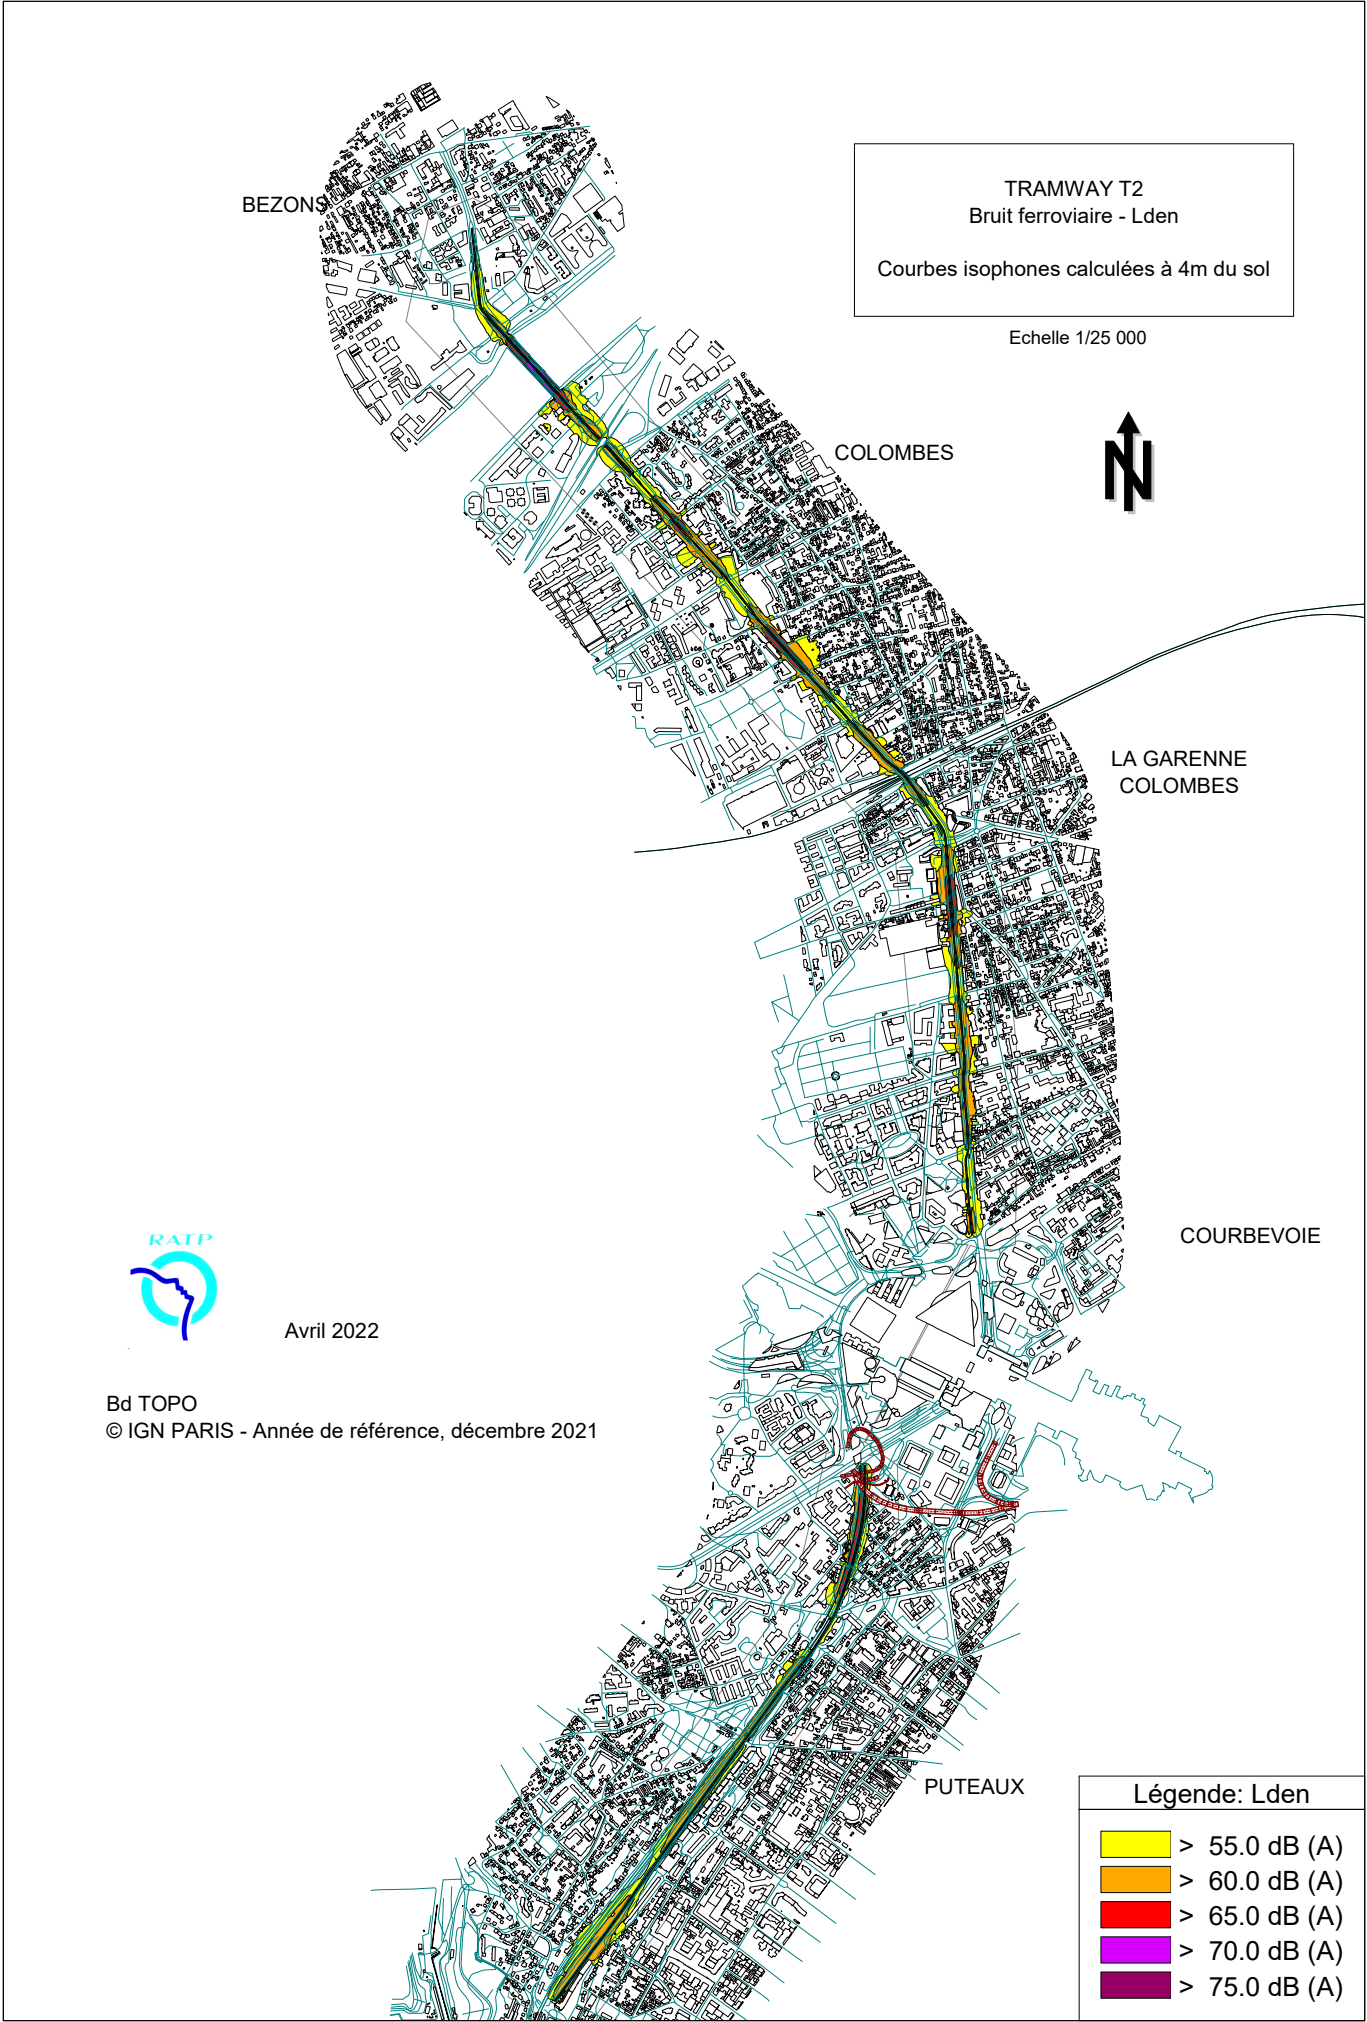 TRAMWAY T2
Bruit ferroviaire - Lden
Courbes isophones calculées à 4m du sol
Echelle 1/25 000
BEZONS
N
COLOMBES
LA GARENNE
COLOMBES
COURBEVOIE
RATP
Avril 2022
Bd TOPO
© IGN PARIS - Année de référence, décembre 2021
PUTEAUX
Légende: Lden
> 55.0 dB (A)
> 60.0 dB (A)
> 65.0 dB (A)
> 70.0 dB (A)
> 75.0 dB (A)